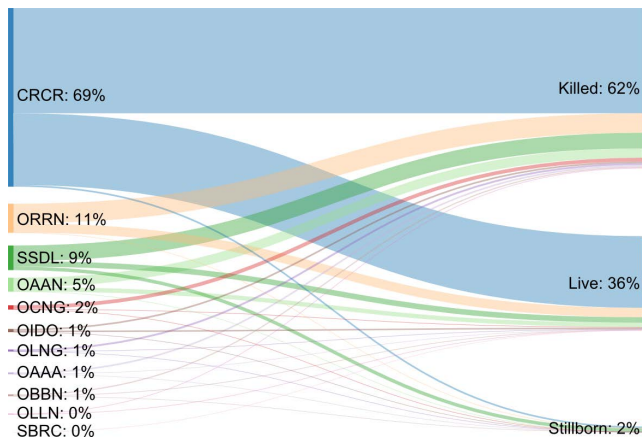 CRCR: 69%
Killed: 62%
ORRN: 11%
SSDL: 9%
OAAN: 5%
Live: 36%
OCNG: 2%
OIDO: 1%
OLNG: 1%
OAAA: 1%
OBBN: 1%
OLLN: 0%
SBRC: 0%
Stillborn: 2%